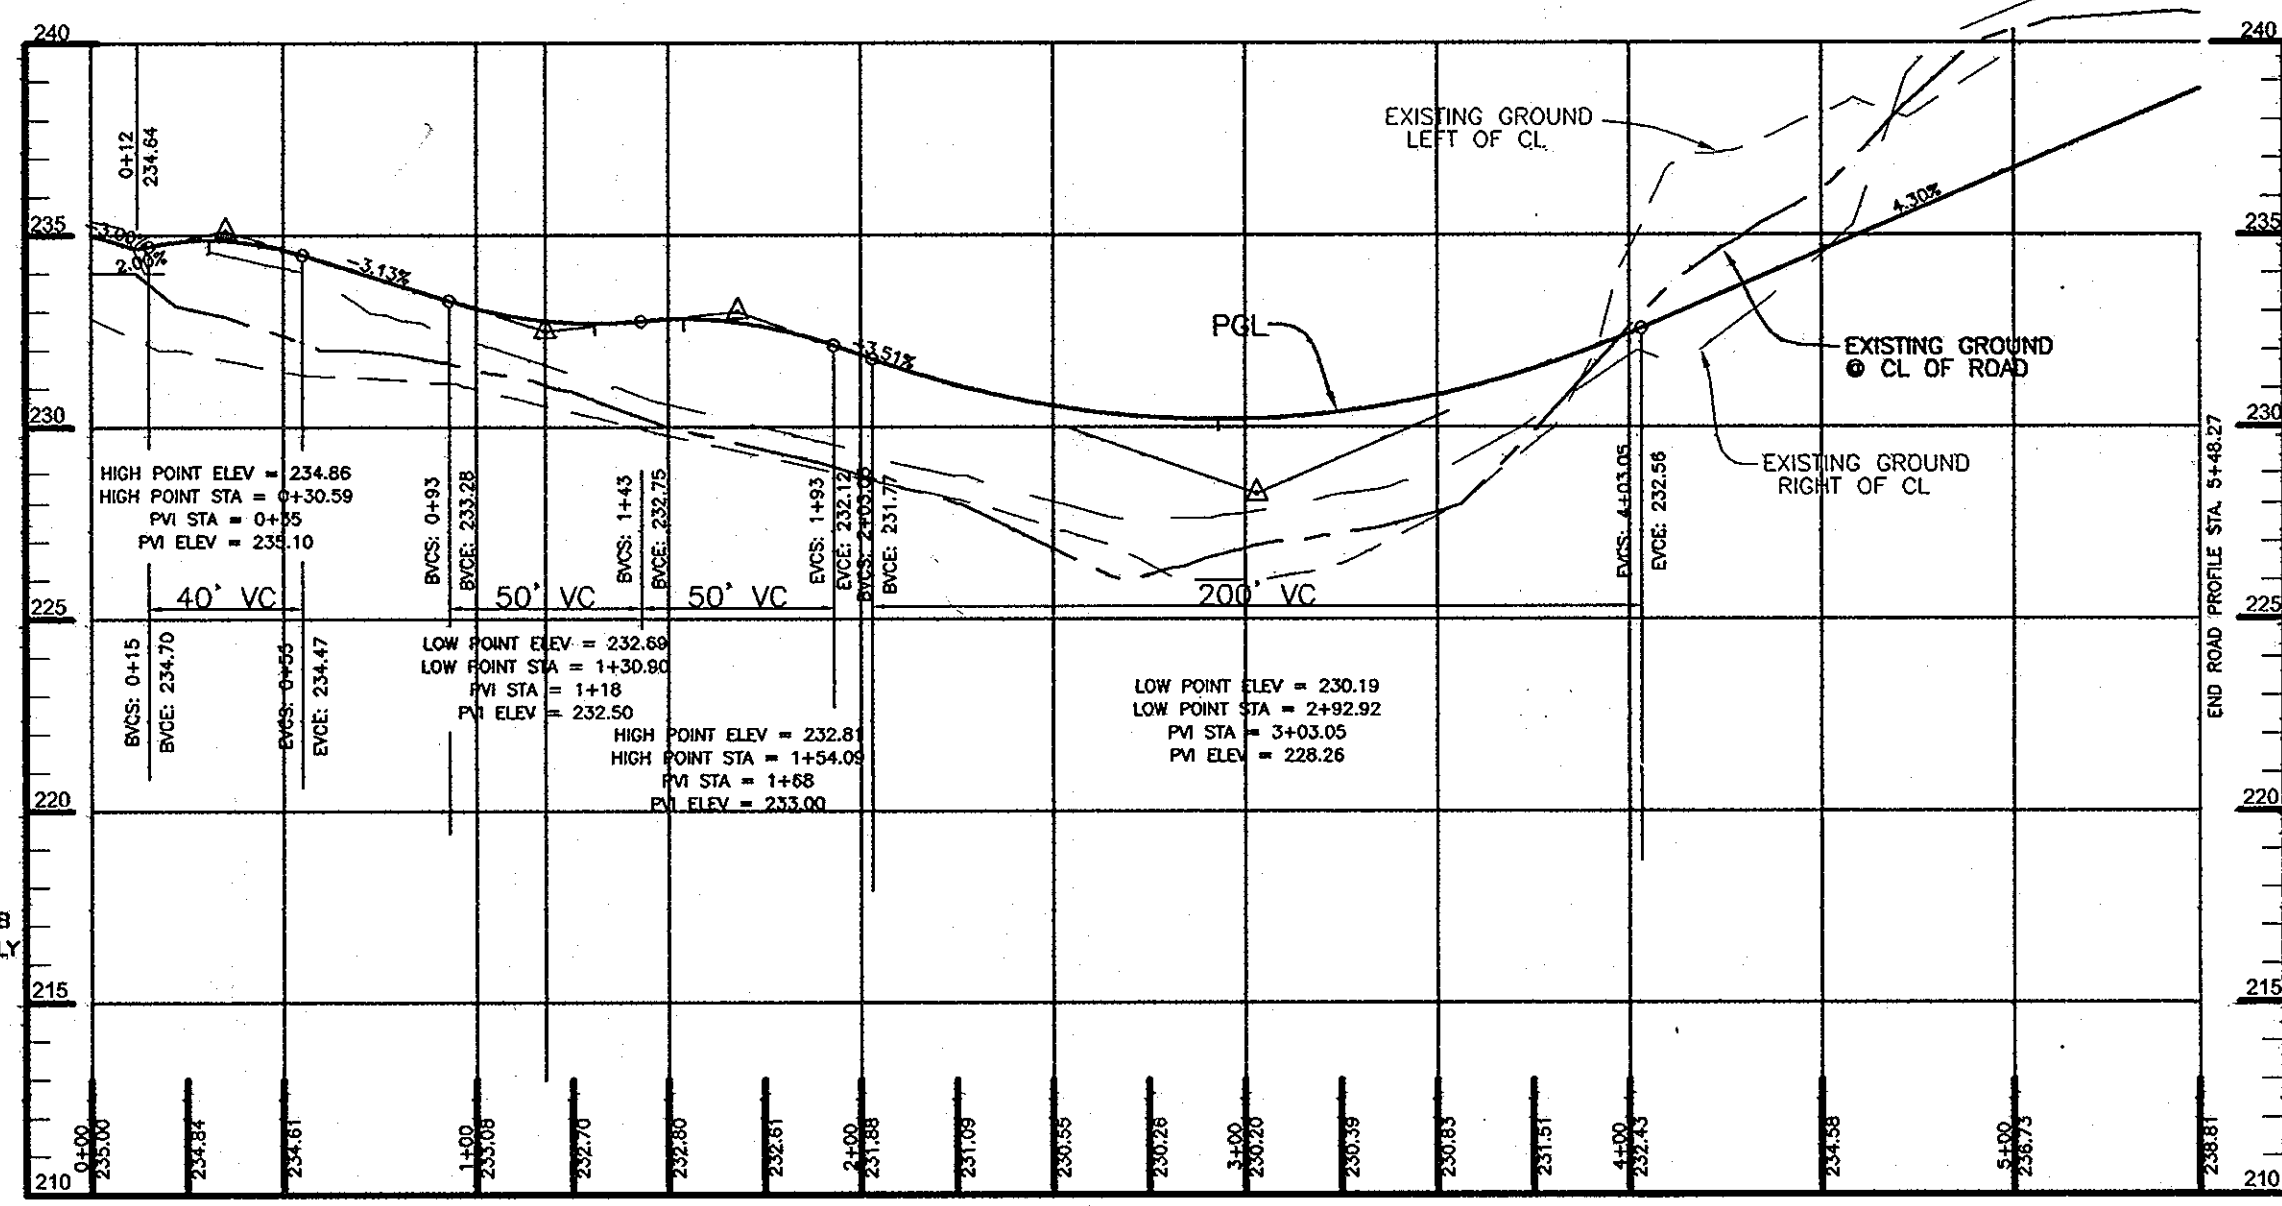 240
240
0+12
234.64
EXISTING GROUND
LEFT OF CL
235
235
-3.00%
2.00%
-3.13%
4.30%
PGL
-3.51%
EXISTING GROUND
@ CL OF ROAD
230
230
EXISTING GROUND
RIGHT OF CL
HIGH POINT ELEV = 234.86
HIGH POINT STA = 0+30.59
PVI STA = 0+35
PVI ELEV = 235.10
BVCS: 0+93
BVCE: 233.28
BVCS: 1+43
BVCE: 232.75
EVCS: 1+93
EVCE: 232.12
BVCS: 2+03.05
BVCE: 231.77
EVCS: 4+03.05
EVCE: 232.56
END ROAD PROFILE STA. 5+48.27
40' VC
50' VC
50' VC
200' VC
225
225
BVCS: 0+15
BVCE: 234.70
EVCS: 0+55
EVCE: 234.47
LOW POINT ELEV = 232.69
LOW POINT STA = 1+30.90
PVI STA = 1+18
PVI ELEV = 232.50
HIGH POINT ELEV = 232.81
HIGH POINT STA = 1+54.09
PVI STA = 1+68
PVI ELEV = 233.00
LOW POINT ELEV = 230.19
LOW POINT STA = 2+92.92
PVI STA = 3+03.05
PVI ELEV = 228.26
220
220
215
215
0+00
235.00
234.84
234.61
1+00
233.08
232.70
232.80
232.61
2+00
231.88
231.09
230.55
230.26
3+00
230.20
230.39
230.83
231.51
4+00
232.43
234.58
5+00
236.73
238.81
210
210